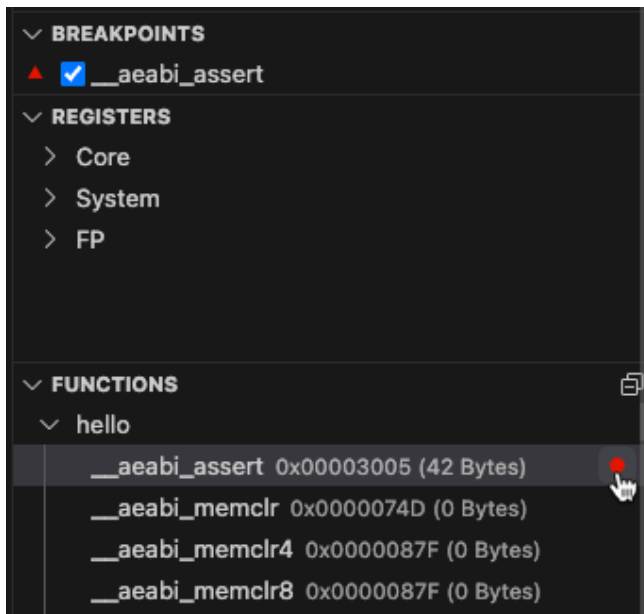 BREAKPOINTS
__aeabi_assert
REGISTERS
Core
System
FP
FUNCTIONS
hello
__aeabi_assert 0x00003005 (42 Bytes)
__aeabi_memclr 0x0000074D (0 Bytes)
__aeabi_memclr4 0x0000087F (0 Bytes)
__aeabi_memclr8 0x0000087F (0 Bytes)